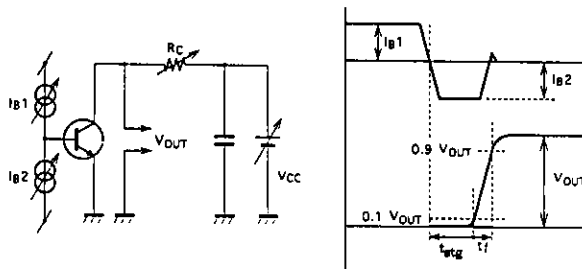 RC
IB1
IB2
VOUT
VCC
IB1
IB2
0.9 VOUT
VOUT
0.1 VOUT
tstg
tf